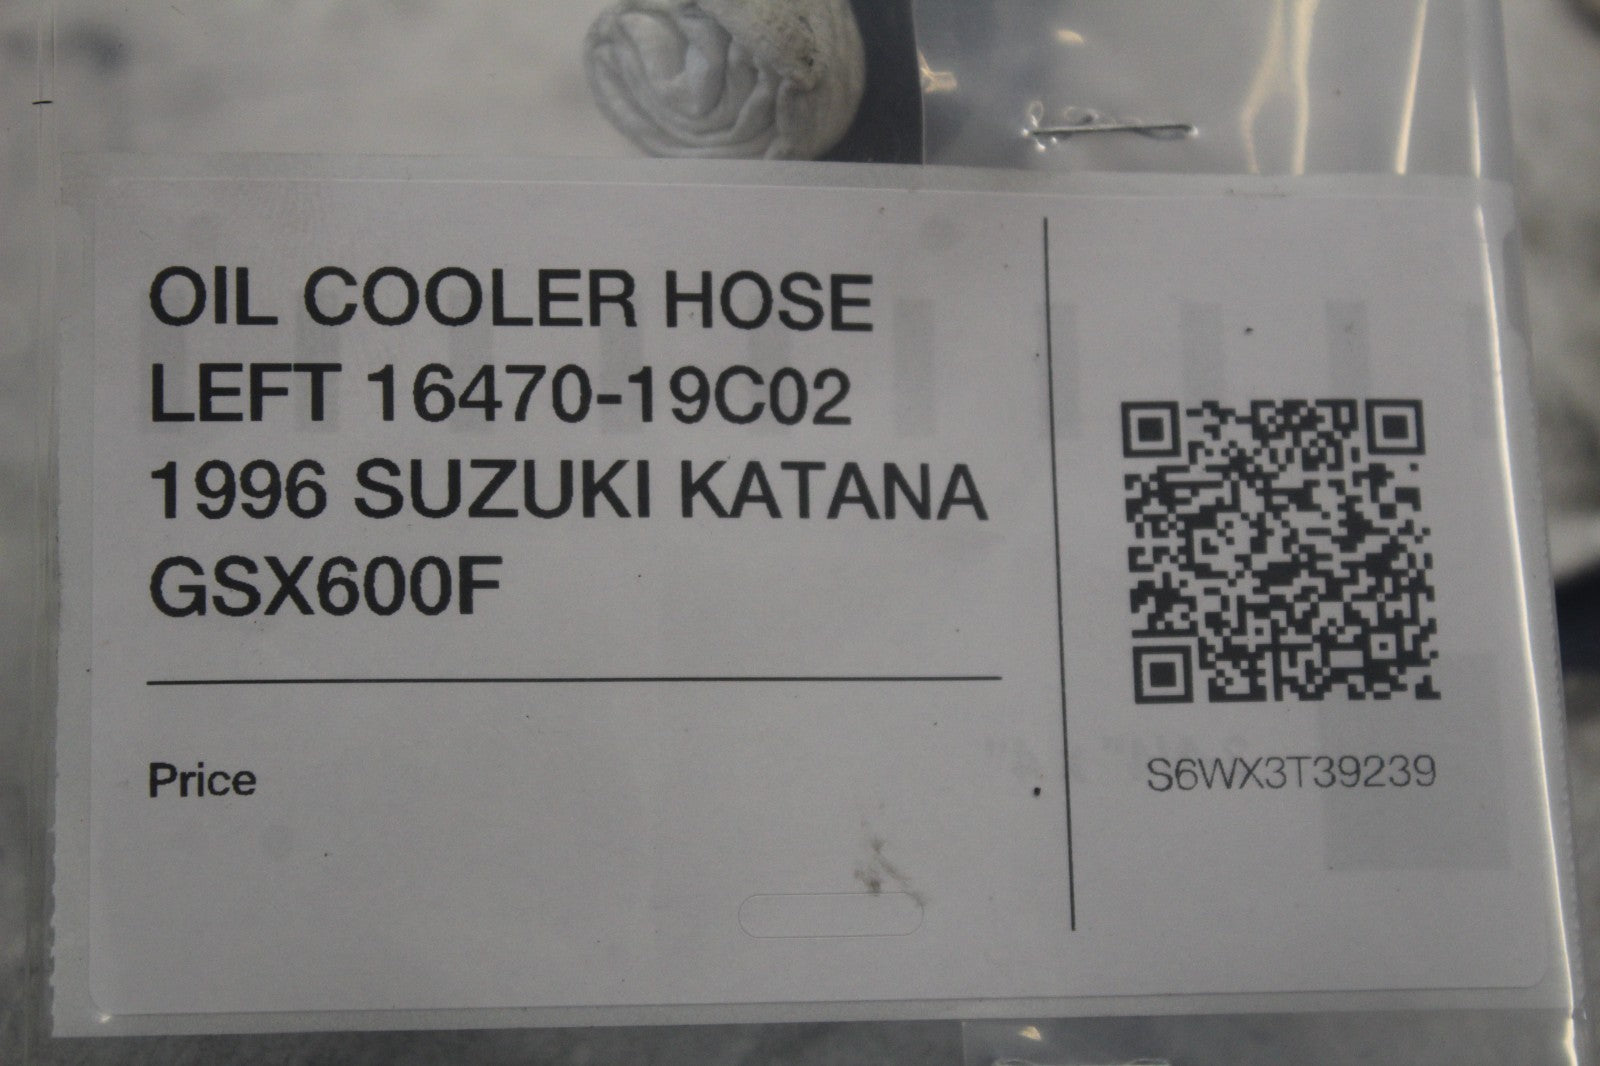 OIL COOLER HOSE
LEFT 16470-19C02
1996 SUZUKI KATANA
GSX600F
Price
S6WX3T39239